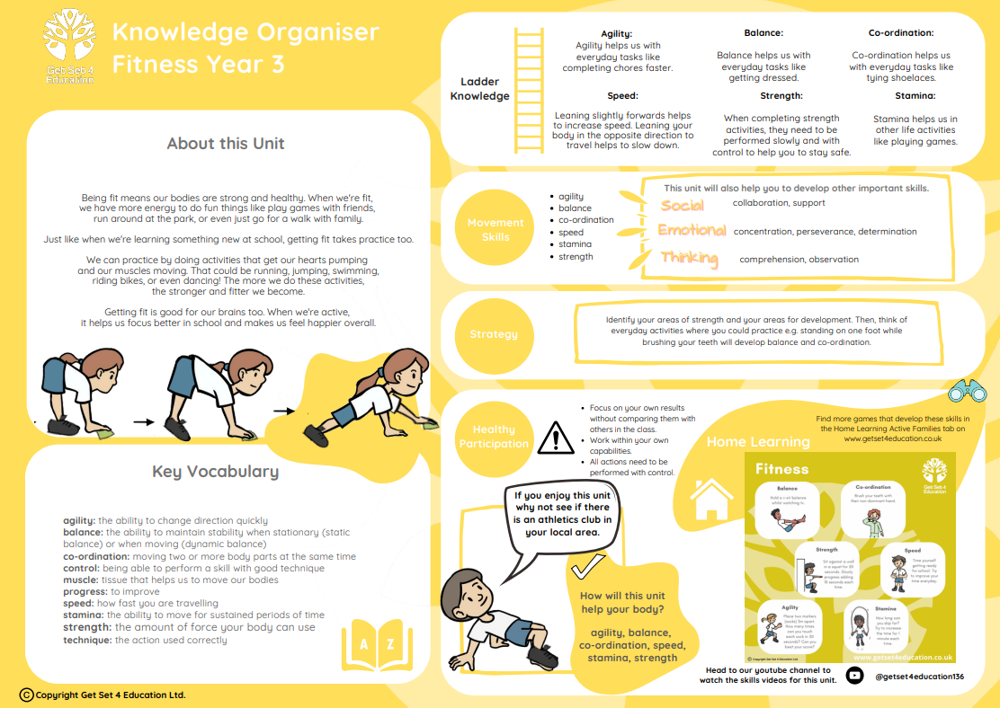 Get Set 4
Education
Knowledge Organiser
Fitness Year 3
About this Unit
Being fit means our bodies are strong and healthy. When we're fit,
we have more energy to do fun things like play games with friends,
run around at the park, or even just go for a walk with family.
Just like when we're learning something new at school, getting fit takes practice too.
We can practice by doing activities that get our hearts pumping
and our muscles moving. That could be running, jumping, swimming,
riding bikes, or even dancing! The more we do these activities,
the stronger and fitter we become.
Getting fit is good for our brains too. When we're active,
it helps us focus better in school and makes us feel happier overall.
Key Vocabulary
agility: the ability to change direction quickly
balance: the ability to maintain stability when stationary (static
balance) or when moving (dynamic balance)
co-ordination: moving two or more body parts at the same time
control: being able to perform a skill with good technique
muscle: tissue that helps us to move our bodies
progress: to improve
speed: how fast you are travelling
stamina: the ability to move for sustained periods of time
strength: the amount of force your body can use
technique: the action used correctly
A Z
© Copyright Get Set 4 Education Ltd.
Ladder
Knowledge
Agility:
Agility helps us with
everyday tasks like
completing chores faster.
Balance:
Balance helps us with
everyday tasks like
getting dressed.
Co-ordination:
Co-ordination helps us
with everyday tasks like
tying shoelaces.
Speed:
Leaning slightly forwards helps
to increase speed. Leaning your
body in the opposite direction to
travel helps to slow down.
Strength:
When completing strength
activities, they need to be
performed slowly and with
control to help you to stay safe.
Stamina:
Stamina helps us in
other life activities
like playing games.
Movement
Skills
• agility
• balance
• co-ordination
• speed
• stamina
• strength
This unit will also help you to develop other important skills.
Social collaboration, support
Emotional concentration, perseverance, determination
Thinking comprehension, observation
Strategy
Identify your areas of strength and your areas for development. Then, think of
everyday activities where you could practice e.g. standing on one foot while
brushing your teeth will develop balance and co-ordination.
Healthy
Participation
• Focus on your own results
without comparing them with
others in the class.
• Work within your own
capabilities.
• All actions need to be
performed with control.
If you enjoy this unit
why not see if there
is an athletics club in
your local area.
How will this unit
help your body?
agility, balance,
co-ordination, speed,
stamina, strength
Home Learning
Find more games that develop these skills in
the Home Learning Active Families tab on
www.getset4education.co.uk
Fitness
Get Set 4
Education
Balance
Hold a v-sit balance
whilst watching tv.
Co-ordination
Brush your teeth with
their non-dominant hand.
Strength
Sit against a wall
in a squat for 30
seconds. Slowly
progress adding
10 seconds each
time.
Speed
Time yourself
getting ready
for school. Try
to improve your
time everyday.
Agility
Place two markers
(socks) 3m apart.
How many times
can you touch
each sock in 30
seconds? Can you
beat your score?
Stamina
How long can
you skip for?
Try to increase
the time for 1
minute each
time.
© Copyright Get Set 4 Education Ltd.
www.getset4education.co.uk
Head to our youtube channel to
watch the skills videos for this unit.
@getset4education136